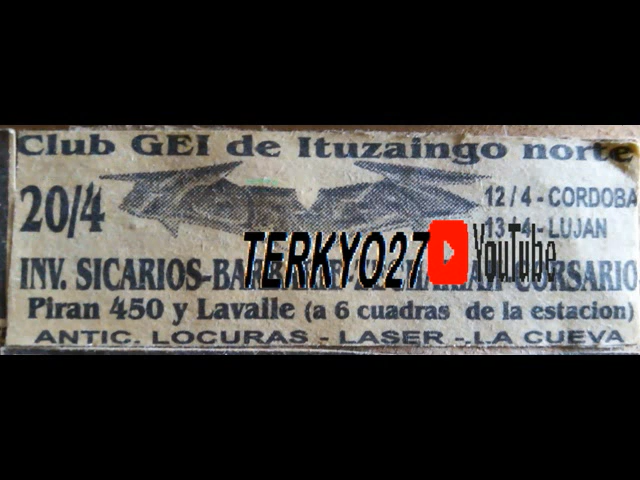 Club GEI de Ituzaingo norte
20/4
12/4 - CORDOBA
13/4 - LUJAN
TERKYO27 YouTube
INV. SICARIOS-BAR CORSARIO
Piran 450 y Lavalle (a 6 cuadras de la estacion)
ANTIC. LOCURAS - LASER - LA CUEVA